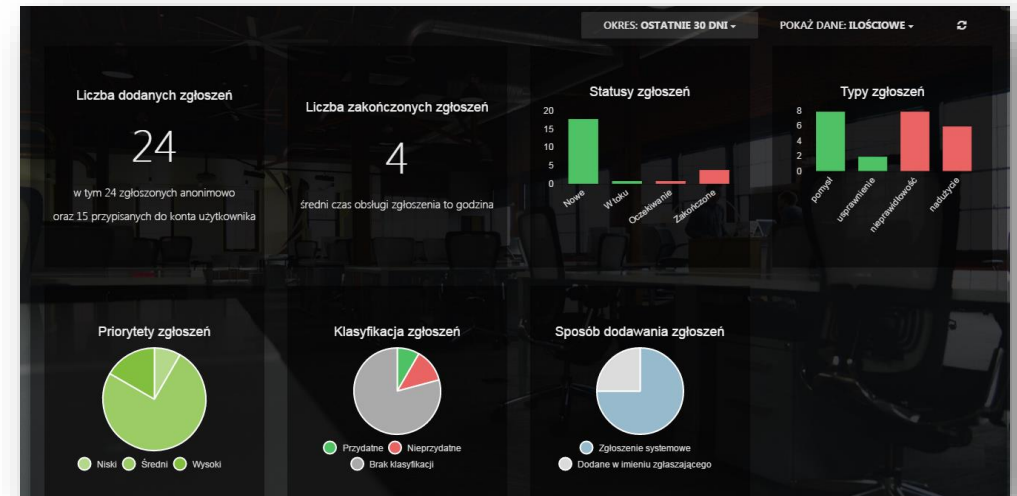 OKRES: OSTATNIE 30 DNI
POKAŻ DANE: ILOŚCIOWE
Liczba dodanych zgłoszeń
24
w tym 24 zgłoszonych anonimowo
oraz 15 przypisanych do konta użytkownika
Liczba zakończonych zgłoszeń
4
średni czas obsługi zgłoszenia to godzina
Statusy zgłoszeń
20
15
10
5
0
Nowe
W toku
Oczekiwanie
Zakończone
Typy zgłoszeń
8
6
4
2
0
pomysł
usprawnienie
nieprawidłowość
nadużycie
Priorytety zgłoszeń
Niski
Średni
Wysoki
Klasyfikacja zgłoszeń
Przydatne
Nieprzydatne
Brak klasyfikacji
Sposób dodawania zgłoszeń
Zgłoszenie systemowe
Dodane w imieniu zgłaszającego